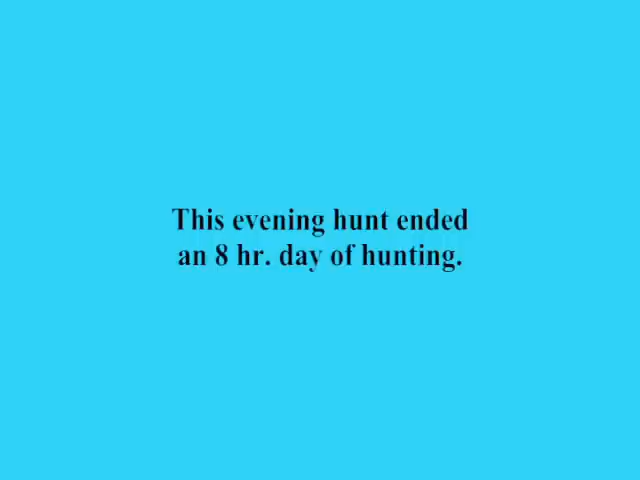 This evening hunt ended
an 8 hr. day of hunting.